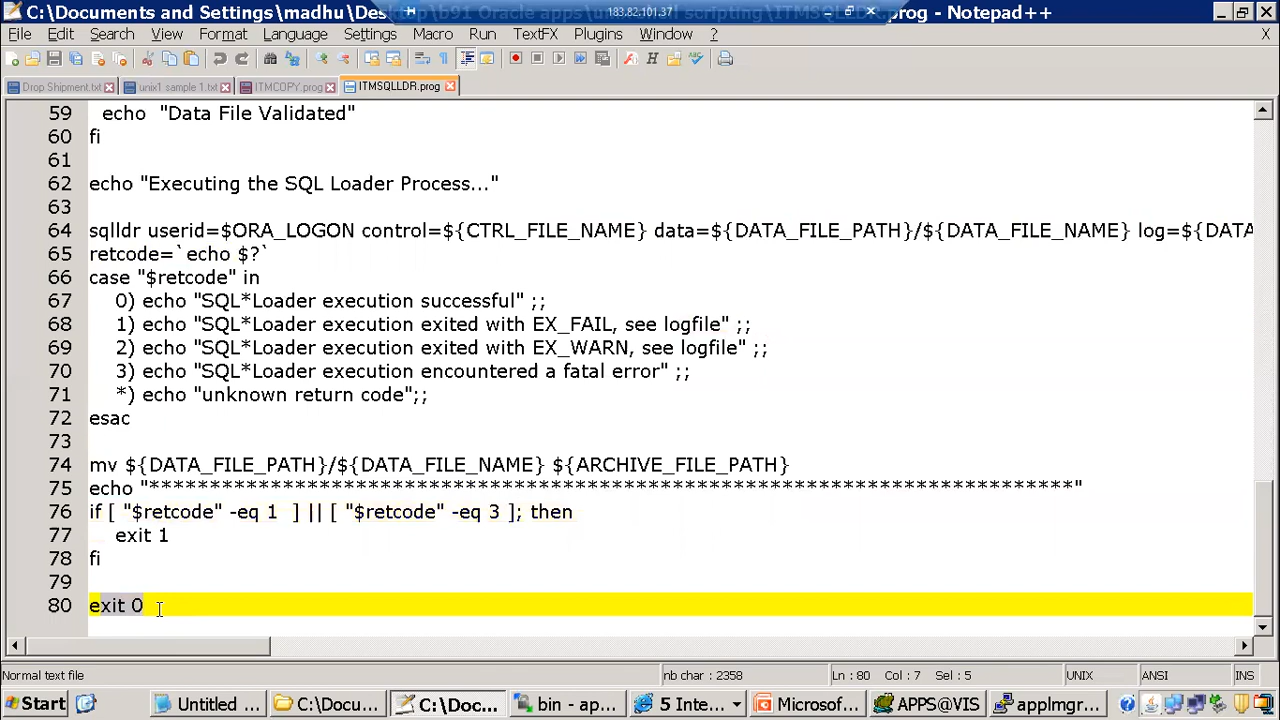 C:\Documents and Settings\madhu\Des
183.82.101.37
.prog - Notepad++
File Edit Search View Format Language Settings Macro Run TextFX Plugins Window ? X
Drop Shipment.txt unix1 sample 1.txt ITMCOPY.prog ITMSQLLDR.prog
59 echo "Data File Validated"
60 fi
61
62 echo "Executing the SQL Loader Process..."
63
64 sqlldr userid=$ORA_LOGON control=${CTRL_FILE_NAME} data=${DATA_FILE_PATH}/${DATA_FILE_NAME} log=${DATA
65 retcode=`echo $?`
66 case "$retcode" in
67 0) echo "SQL*Loader execution successful" ;;
68 1) echo "SQL*Loader execution exited with EX_FAIL, see logfile" ;;
69 2) echo "SQL*Loader execution exited with EX_WARN, see logfile" ;;
70 3) echo "SQL*Loader execution encountered a fatal error" ;;
71 *) echo "unknown return code";;
72 esac
73
74 mv ${DATA_FILE_PATH}/${DATA_FILE_NAME} ${ARCHIVE_FILE_PATH}
75 echo "*****************************************************************************"
76 if [ "$retcode" -eq 1 ] || [ "$retcode" -eq 3 ]; then
77 exit 1
78 fi
79
80 exit 0
Normal text file nb char : 2358 Ln : 80 Col : 7 Sel : 5 UNIX ANSI INS
Start Untitled ... C:\Docu... C:\Doc... bin - ap... 5 Inte... Microsof... APPS@VIS applmgr... EN